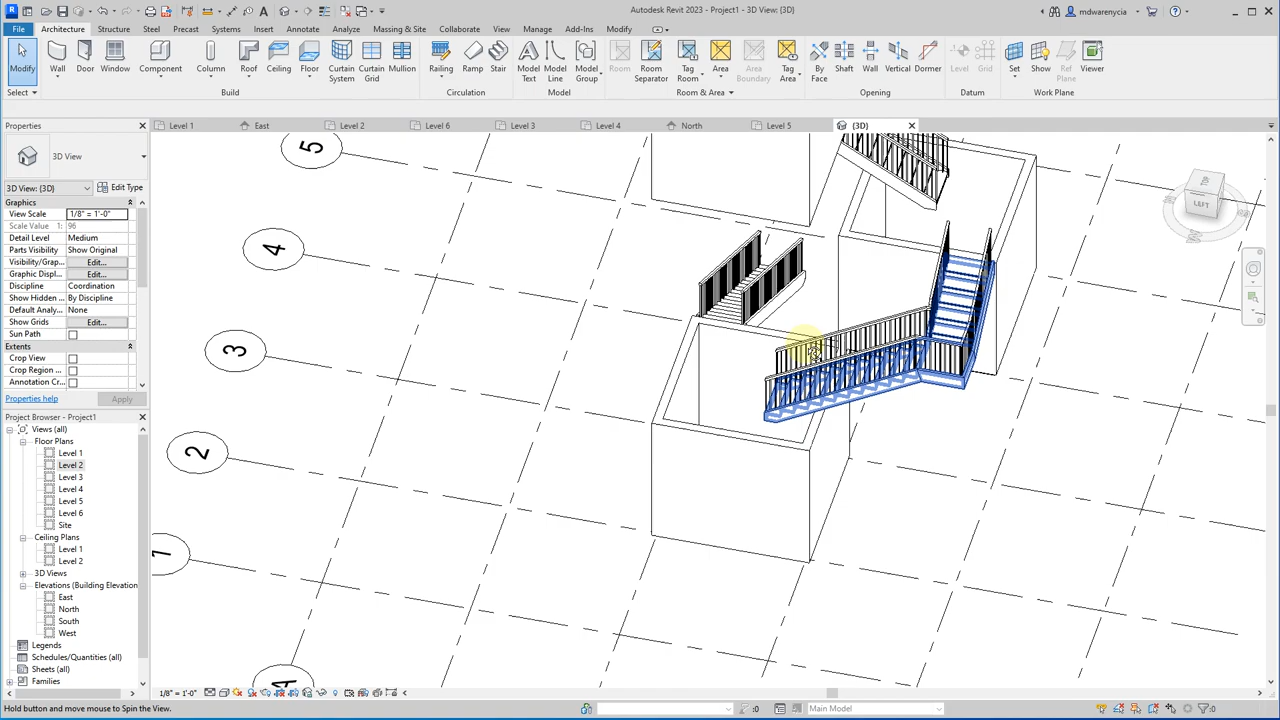 Autodesk Revit 2023 - Project1 - 3D View: {3D}
mdwarenycia
File Architecture Structure Steel Precast Systems Insert Annotate Analyze Massing & Site Collaborate View Manage Add-Ins Modify
Modify Wall Door Window Component Column Roof Ceiling Floor Curtain System Curtain Grid Mullion Railing Ramp Stair Model Text Model Line Model Group Room Room Separator Tag Room Area Area Boundary Tag Area By Face Shaft Wall Vertical Dormer Level Grid Set Show Ref Plane Viewer
Select Build Circulation Model Room & Area Opening Datum Work Plane
Properties
Level 1 East Level 2 Level 6 Level 3 Level 4 North Level 5 {3D}
3D View
3D View: {3D} Edit Type
Graphics
View Scale 1/8" = 1'-0"
Scale Value 1: 96
Detail Level Medium
Parts Visibility Show Original
Visibility/Grap... Edit...
Graphic Displ... Edit...
Discipline Coordination
Show Hidden By Discipline
Default Analy... None
Show Grids Edit...
Sun Path
Extents
Crop View
Crop Region
Annotation Cr
Properties help Apply
Project Browser - Project1
Views (all)
Floor Plans
Level 1
Level 2
Level 3
Level 4
Level 5
Level 6
Site
Ceiling Plans
Level 1
Level 2
3D Views
Elevations (Building Elevation
East
North
South
West
Legends
Schedules/Quantities (all)
Sheets (all)
Families
5
4
3
2
1
A
LEFT
1/8" = 1'-0"
Hold button and move mouse to Spin the View.
:0
Main Model
:0